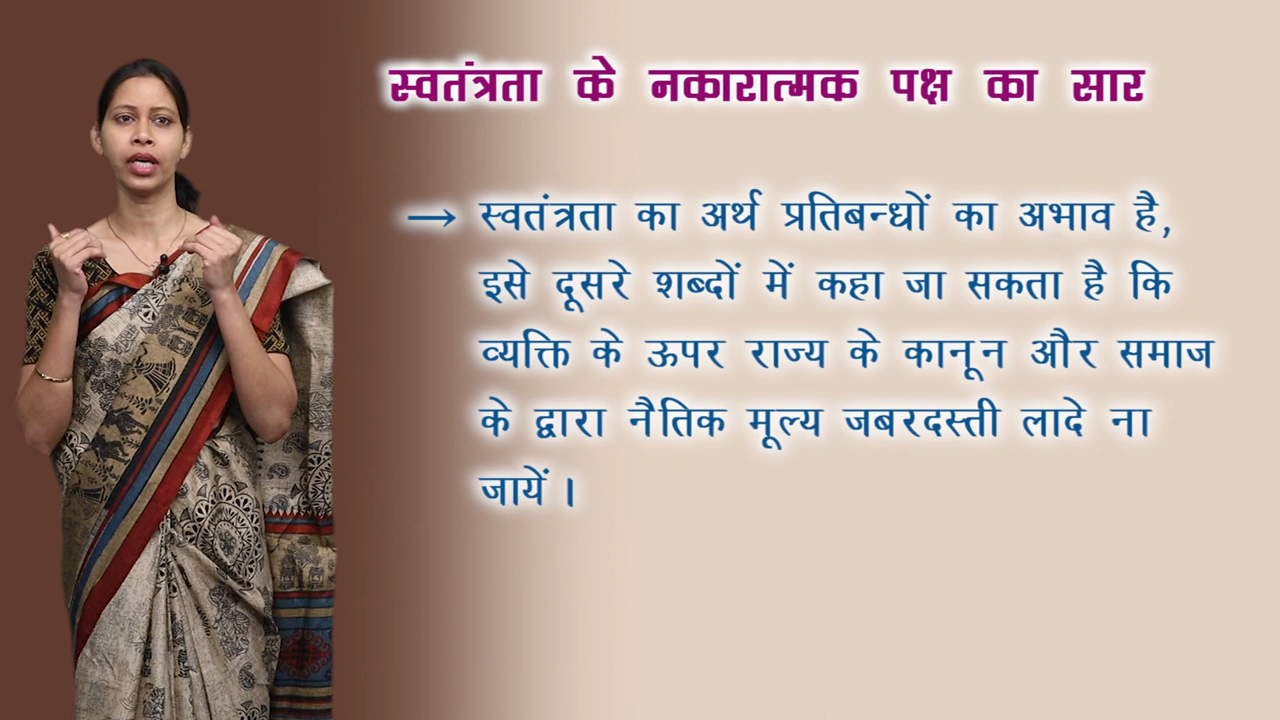 स्वतंत्रता के नकारात्मक पक्ष का सार
→ स्वतंत्रता का अर्थ प्रतिबन्धों का अभाव है,
इसे दूसरे शब्दों में कहा जा सकता है कि
व्यक्ति के ऊपर राज्य के कानून और समाज
के द्वारा नैतिक मूल्य जबरदस्ती लादे ना
जायें।